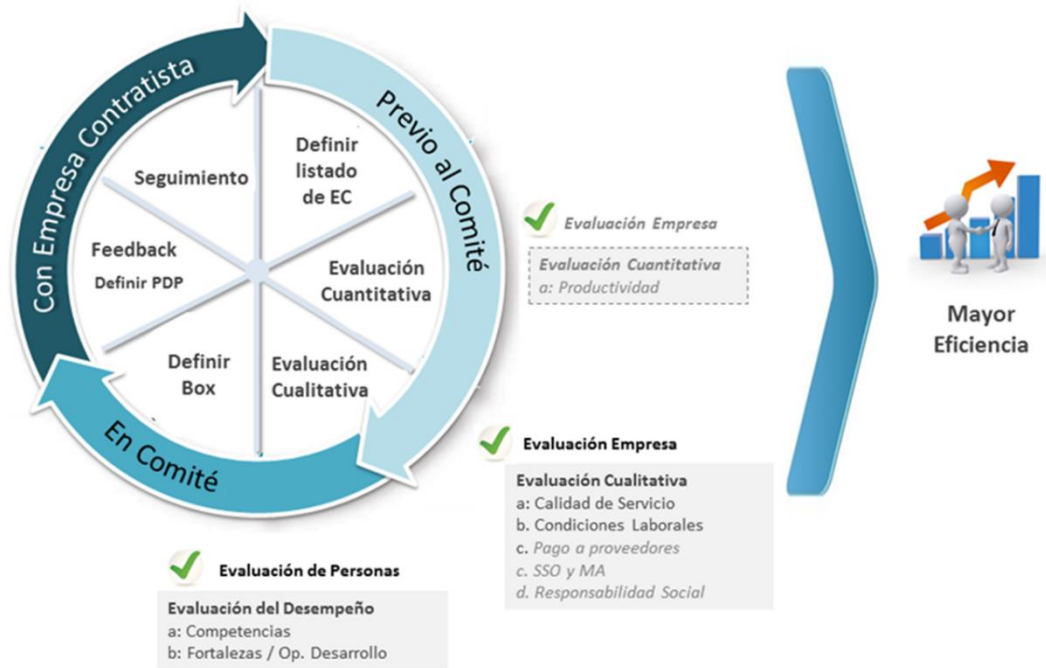 Con Empresa Contratista
Previo al Comité
En Comité
Definir
listado
de EC
Evaluación
Cuantitativa
Evaluación
Cualitativa
Definir
Box
Feedback
Definir PDP
Seguimiento
Evaluación Empresa
Evaluación Cuantitativa
a: Productividad
Evaluación Empresa
Evaluación Cualitativa
a: Calidad de Servicio
b: Condiciones Laborales
c. Pago a proveedores
c. SSO y MA
d. Responsabilidad Social
Evaluación de Personas
Evaluación del Desempeño
a: Competencias
b: Fortalezas / Op. Desarrollo
Mayor
Eficiencia